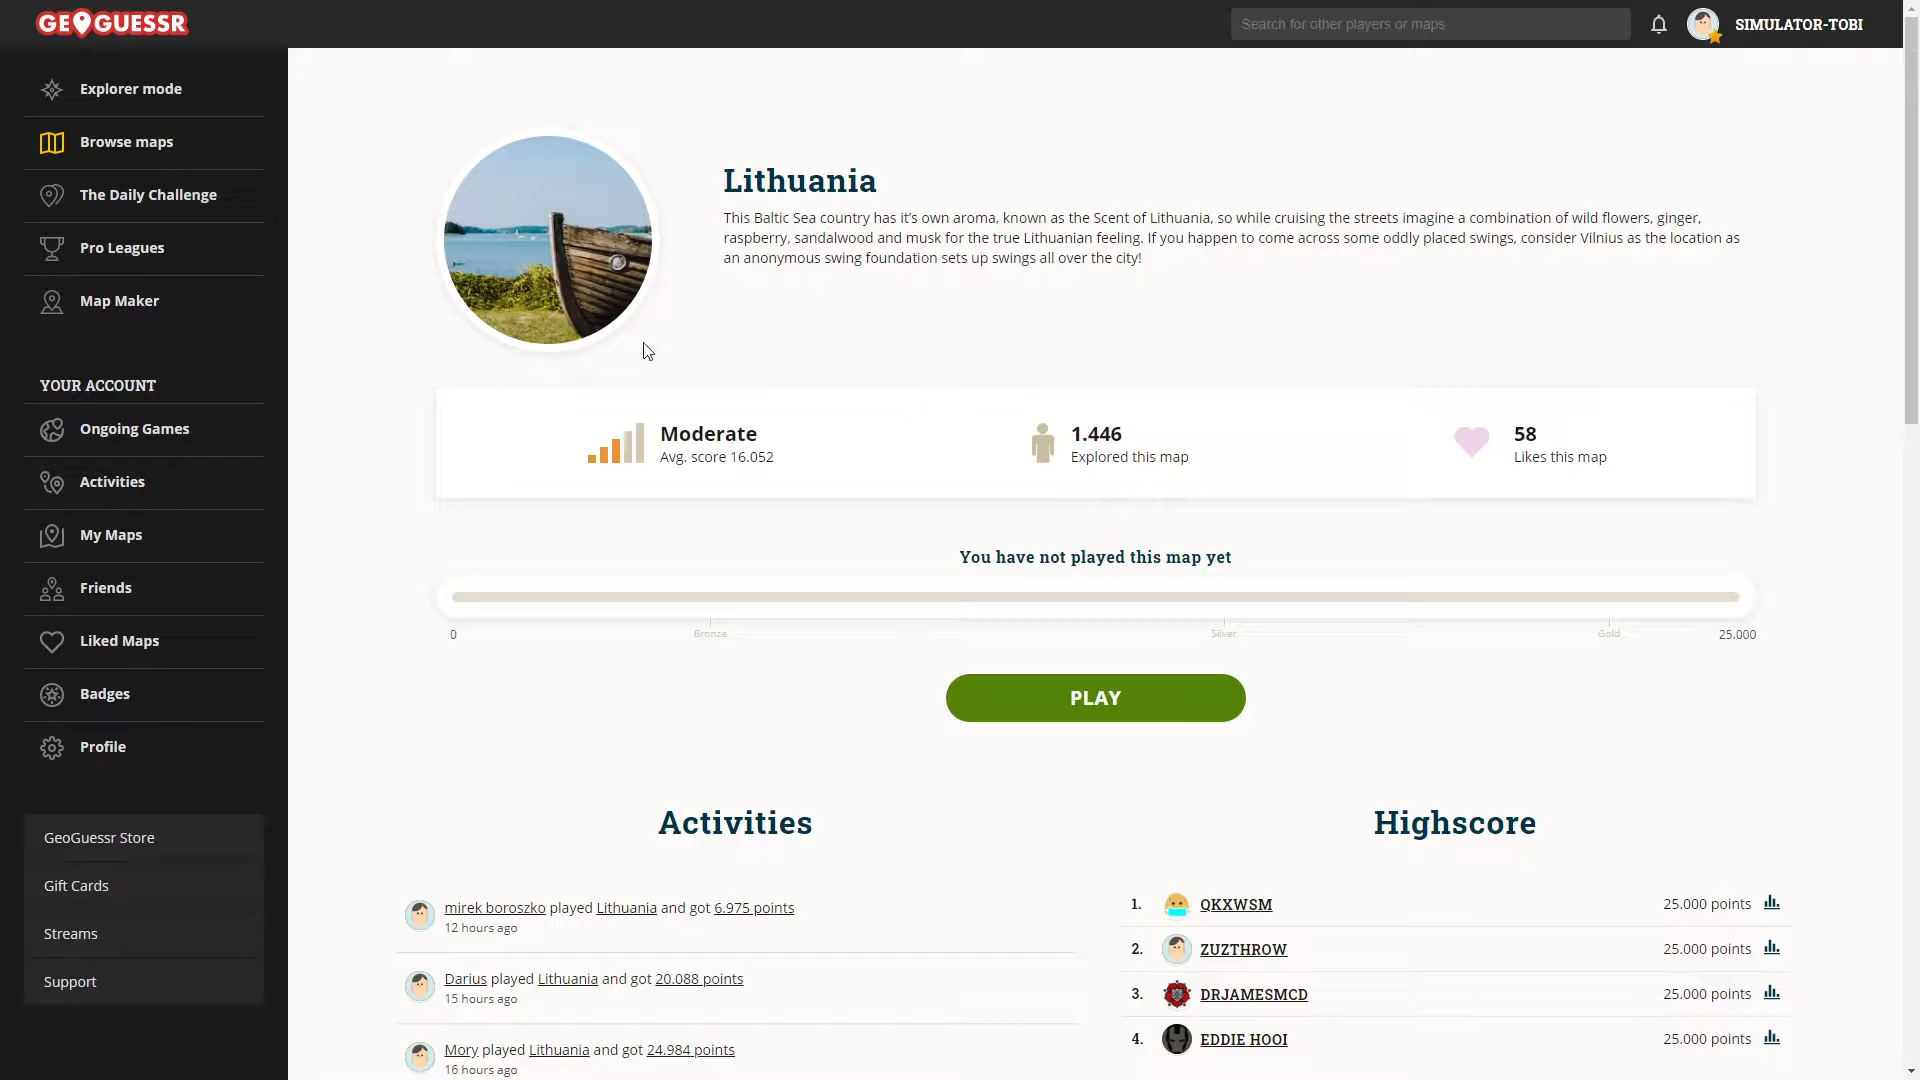 GEOGUESSR
Search for other players or maps
SIMULATOR-TOBI
Explorer mode
Browse maps
The Daily Challenge
Pro Leagues
Map Maker
YOUR ACCOUNT
Ongoing Games
Activities
My Maps
Friends
Liked Maps
Badges
Profile
GeoGuessr Store
Gift Cards
Streams
Support
Lithuania
This Baltic Sea country has it's own aroma, known as the Scent of Lithuania, so while cruising the streets imagine a combination of wild flowers, ginger,
raspberry, sandalwood and musk for the true Lithuanian feeling. If you happen to come across some oddly placed swings, consider Vilnius as the location as
an anonymous swing foundation sets up swings all over the city!
Moderate
Avg. score 16.052
1.446
Explored this map
58
Likes this map
You have not played this map yet
0 Bronze Silver Gold 25.000
PLAY
Activities
mirek boroszko played Lithuania and got 6.975 points
12 hours ago
Darius played Lithuania and got 20.088 points
15 hours ago
Mory played Lithuania and got 24.984 points
16 hours ago
Highscore
1. QKXWSM 25.000 points
2. ZUZTHROW 25.000 points
3. DRJAMESMCD 25.000 points
4. EDDIE HOOI 25.000 points